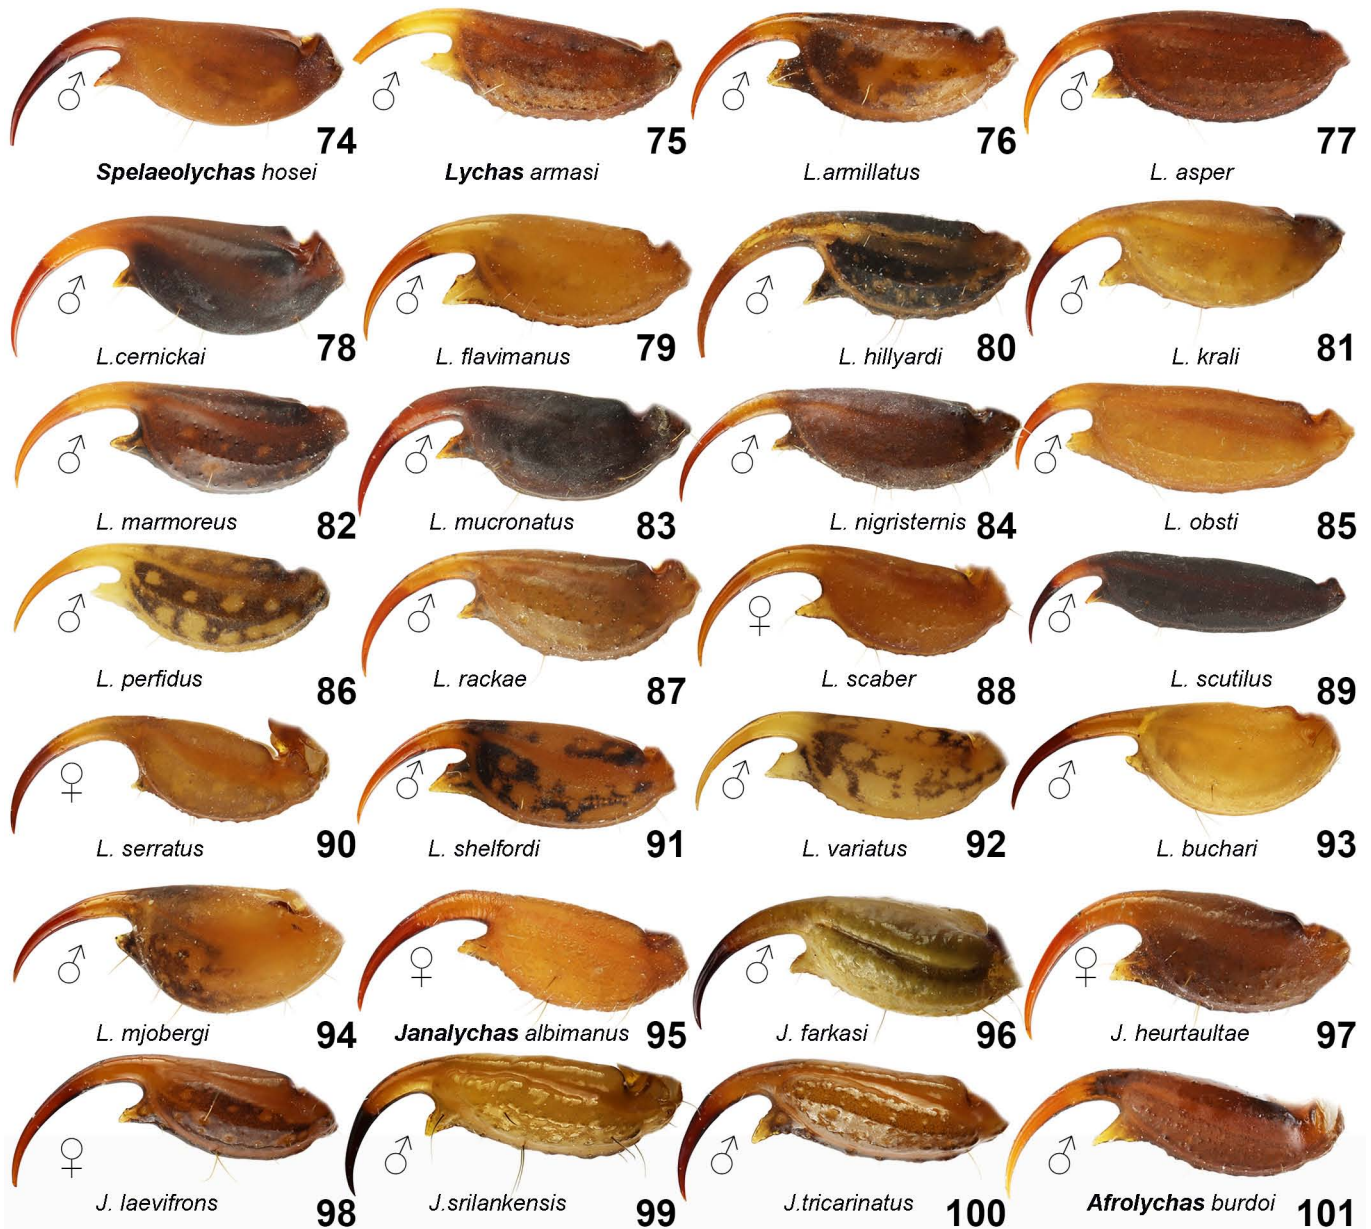 ♂ ♂ ♂ ♂
74 75 76 77
Spelaeolychas hosei Lychas armasi L.armillatus L. asper
♂ ♂ ♂ ♂
L.cernickai 78 L. flavimanus 79 L. hillyardi 80 L. krali 81
♂ ♂ ♂ ♂
L. marmoreus 82 L. mucronatus 83 L. nigristernis 84 L. obsti 85
♂ ♂ ♀ ♂
L. perfidus 86 L. rackae 87 L. scaber 88 L. scutilus 89
♀ ♂ ♂ ♂
L. serratus 90 L. shelfordi 91 L. variatus 92 L. buchari 93
♂ ♀ ♂ ♀
L. mjobergi 94 Janalychas albimanus 95 J. farkasi 96 J. heurtaultae 97
♀ ♂ ♂ ♂
J. laevifrons 98 J.srilankensis 99 J.tricarinatus 100 Afrolychas burdoi 101